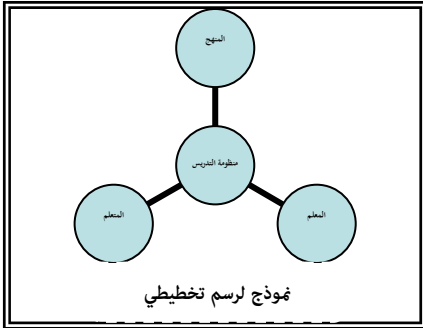 المنهج
منظومة التدريس
المعلم
المتعلم
نموذج لرسم تخطيطي